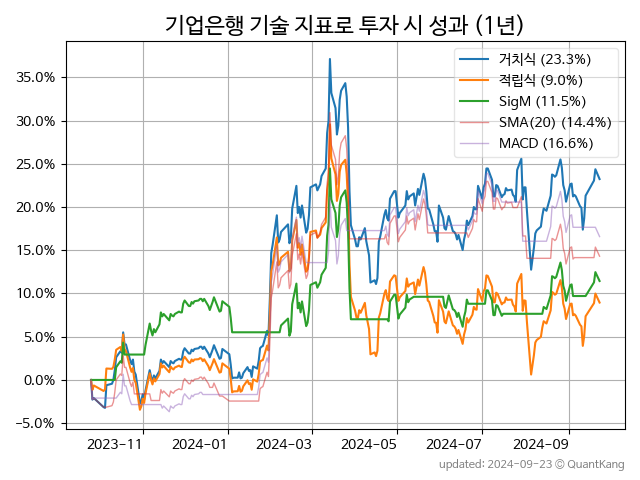 기업은행 기술 지표로 투자 시 성과 (1년)
거치식 (23.3%)
적립식 (9.0%)
SigM (11.5%)
SMA(20) (14.4%)
MACD (16.6%)
35.0%
30.0%
25.0%
20.0%
15.0%
10.0%
5.0%
0.0%
−5.0%
2023-11 2024-01 2024-03 2024-05 2024-07 2024-09
updated: 2024-09-23 © QuantKang